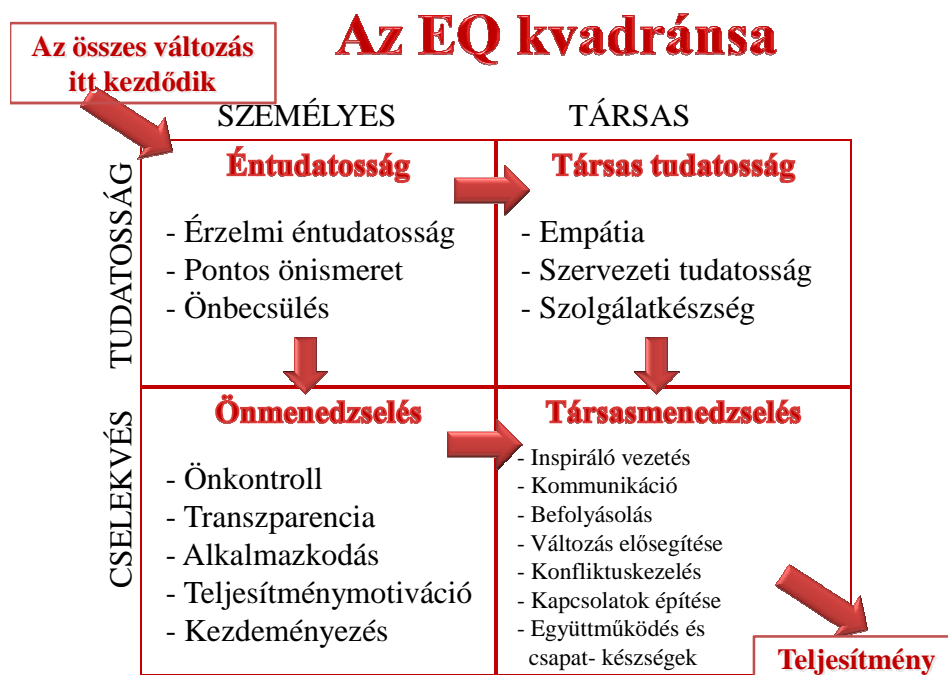 Az összes változás
itt kezdődik
Az EQ kvadránsa
SZEMÉLYES
TÁRSAS
TUDATOSSÁG
Éntudatosság
- Érzelmi éntudatosság
- Pontos önismeret
- Önbecsülés
Társas tudatosság
- Empátia
- Szervezeti tudatosság
- Szolgálatkészség
CSELEKVÉS
Önmenedzselés
- Önkontroll
- Transzparencia
- Alkalmazkodás
- Teljesítménymotiváció
- Kezdeményezés
Társasmenedzselés
- Inspiráló vezetés
- Kommunikáció
- Befolyásolás
- Változás elősegítése
- Konfliktuskezelés
- Kapcsolatok építése
- Együttműködés és
csapat- készségek
Teljesítmény